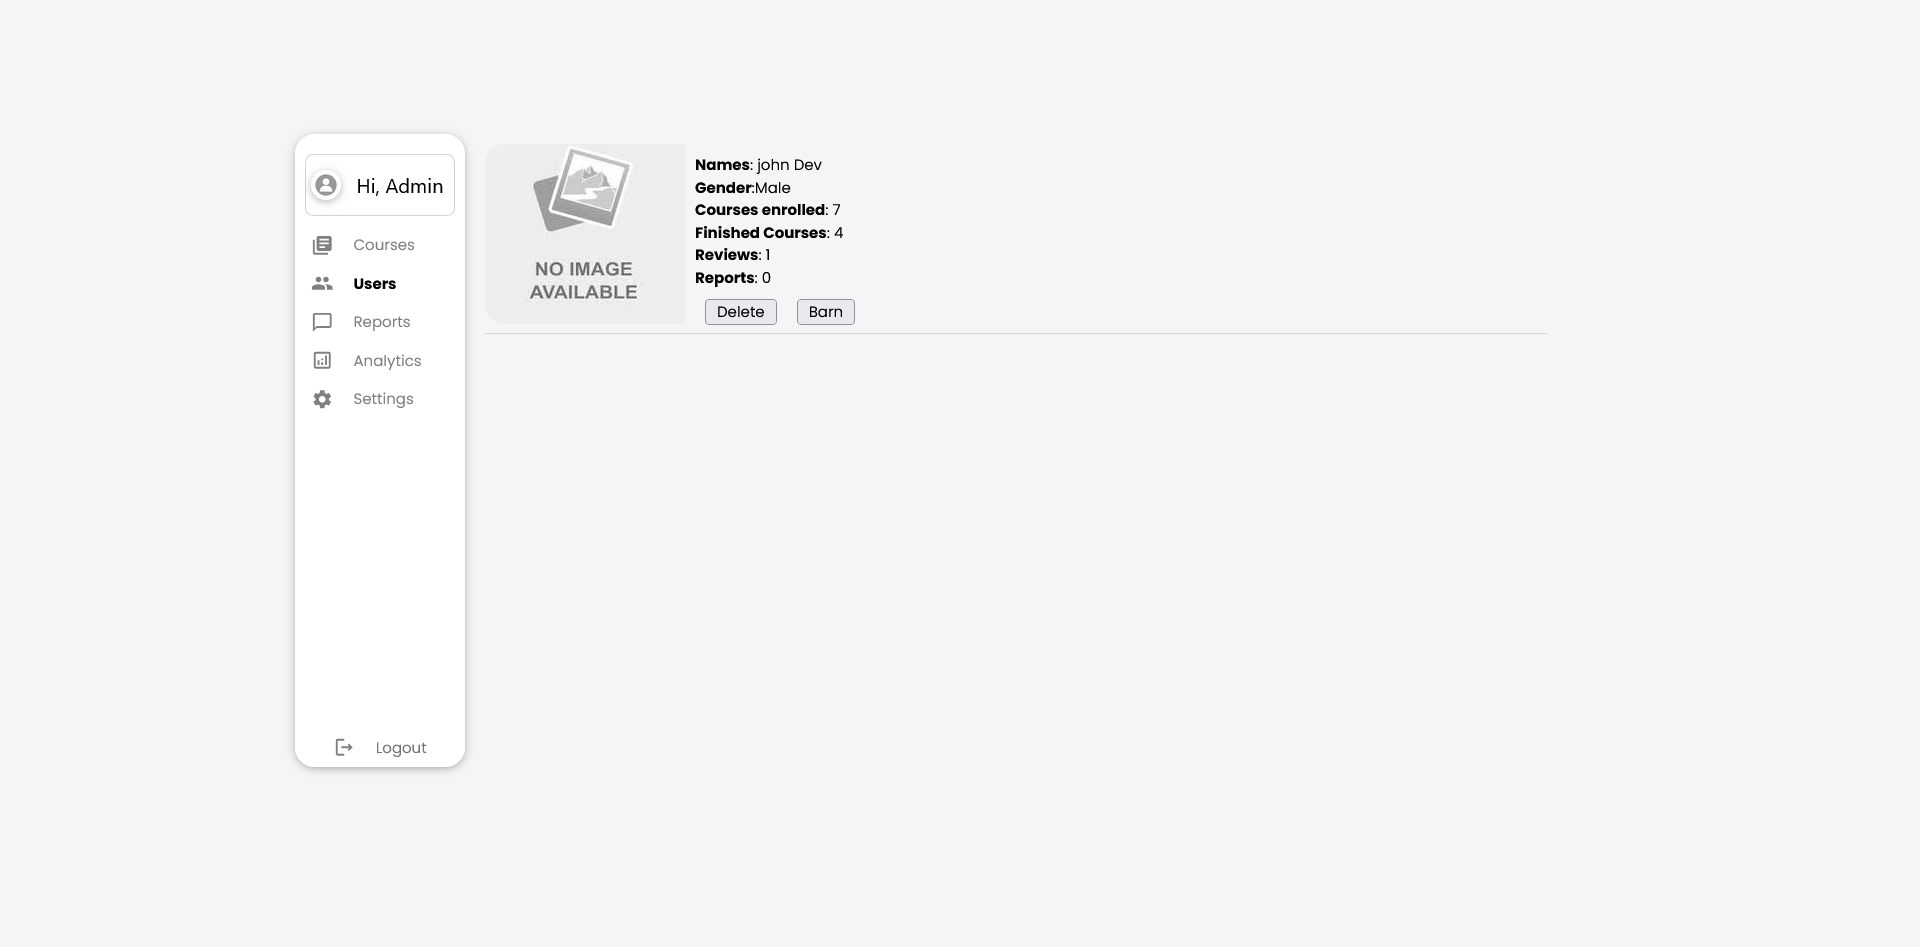 Hi, Admin
Courses
Users
Reports
Analytics
Settings
Logout
NO IMAGE
AVAILABLE
Names: john Dev
Gender:Male
Courses enrolled: 7
Finished Courses: 4
Reviews: 1
Reports: 0
Delete Barn